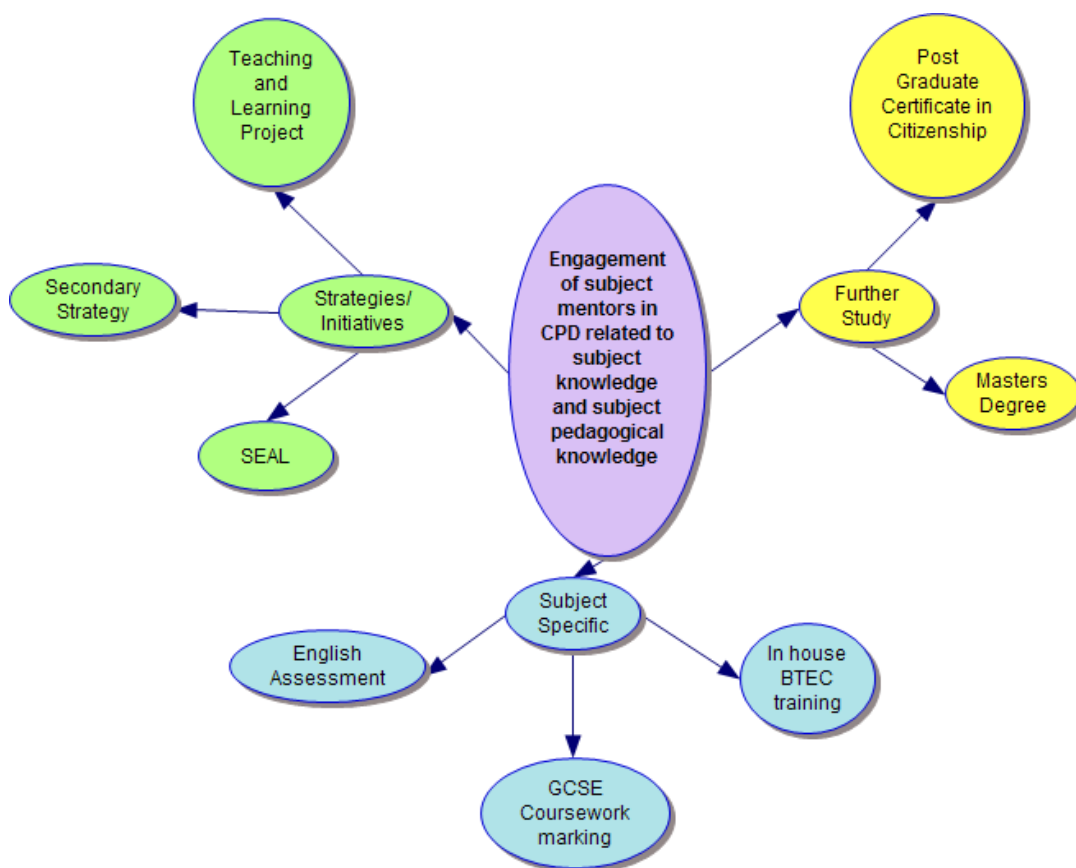 Teaching
and
Learning
Project
Post
Graduate
Certificate in
Citizenship
Engagement
of subject
mentors in
CPD related to
subject
knowledge
and subject
pedagogical
knowledge
Secondary
Strategy
Strategies/
Initiatives
Further
Study
Masters
Degree
SEAL
Subject
Specific
English
Assessment
In house
BTEC
training
GCSE
Coursework
marking